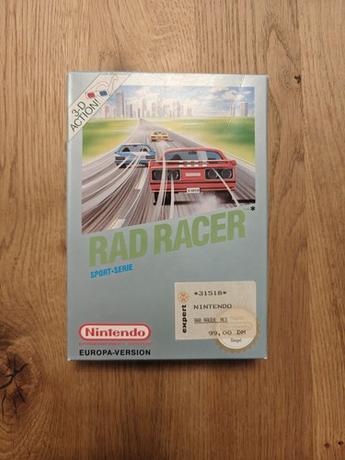 3-D
ACTION!
RAD RACER*
SPORT-SERIE
expert
*31518*
NINTENDO
99,00 DM
Nintendo
EUROPA-VERSION